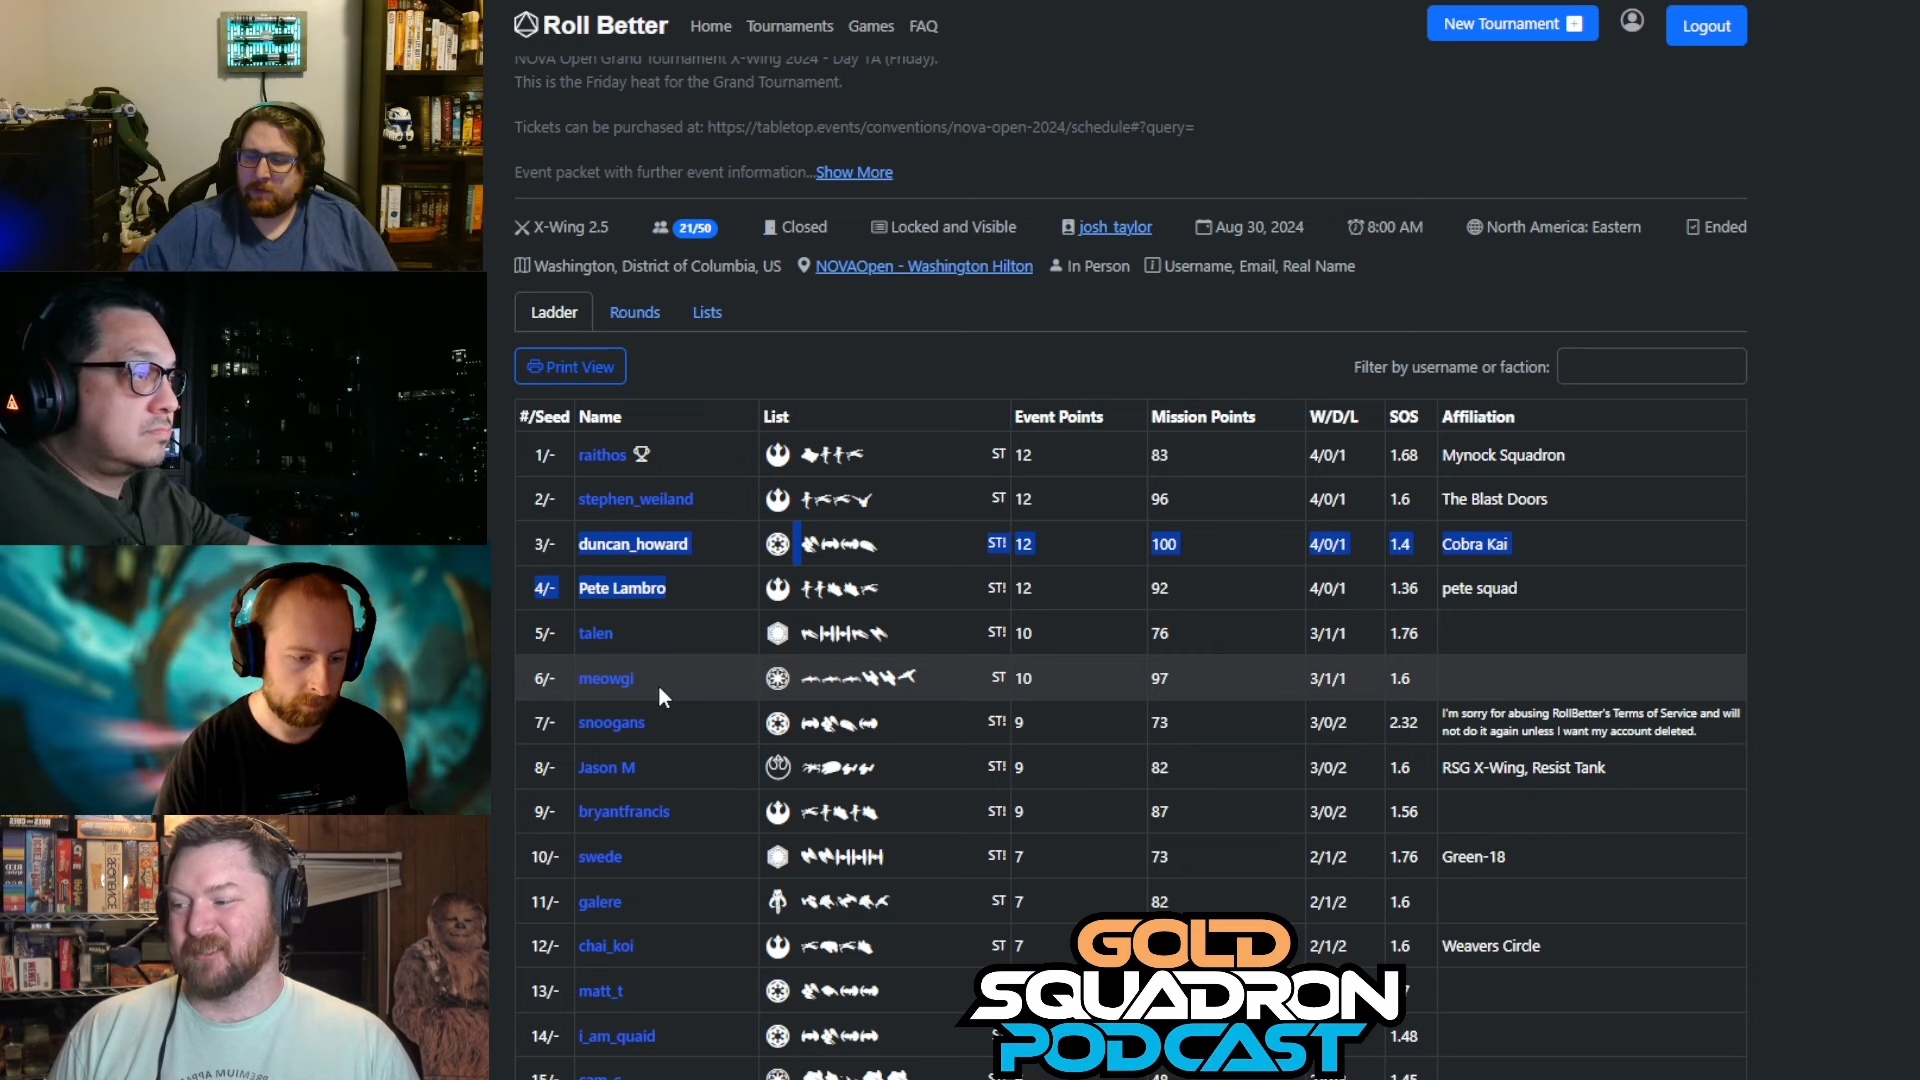 Roll Better
Home Tournaments Games FAQ
New Tournament
Logout
NOVA Open Grand Tournament X-Wing 2024 - Day 1A (Friday).
This is the Friday heat for the Grand Tournament.
Tickets can be purchased at: https://tabletop.events/conventions/nova-open-2024/schedule#?query=
Event packet with further event information...Show More
X-Wing 2.5 21/50 Closed Locked and Visible josh_taylor Aug 30, 2024 8:00 AM North America: Eastern Ended
Washington, District of Columbia, US NOVAOpen - Washington Hilton In Person Username, Email, Real Name
Ladder Rounds Lists
Print View
Filter by username or faction:
#/Seed Name List Event Points Mission Points W/D/L SOS Affiliation
1/- raithos ST 12 83 4/0/1 1.68 Mynock Squadron
2/- stephen_weiland ST 12 96 4/0/1 1.6 The Blast Doors
3/- duncan_howard ST! 12 100 4/0/1 1.4 Cobra Kai
4/- Pete Lambro ST! 12 92 4/0/1 1.36 pete squad
5/- talen ST! 10 76 3/1/1 1.76
6/- meowgi ST 10 97 3/1/1 1.6
7/- snoogans ST! 9 73 3/0/2 2.32 I'm sorry for abusing RollBetter's Terms of Service and will
not do it again unless I want my account deleted.
8/- Jason M ST! 9 82 3/0/2 1.6 RSG X-Wing, Resist Tank
9/- bryantfrancis ST! 9 87 3/0/2 1.56
10/- swede ST! 7 73 2/1/2 1.76 Green-18
11/- galere ST 7 82 2/1/2 1.6
12/- chai_koi ST 7 2/1/2 1.6 Weavers Circle
13/- matt_t
14/- i_am_quaid 1.48
GOLD
SQUADRON
PODCAST